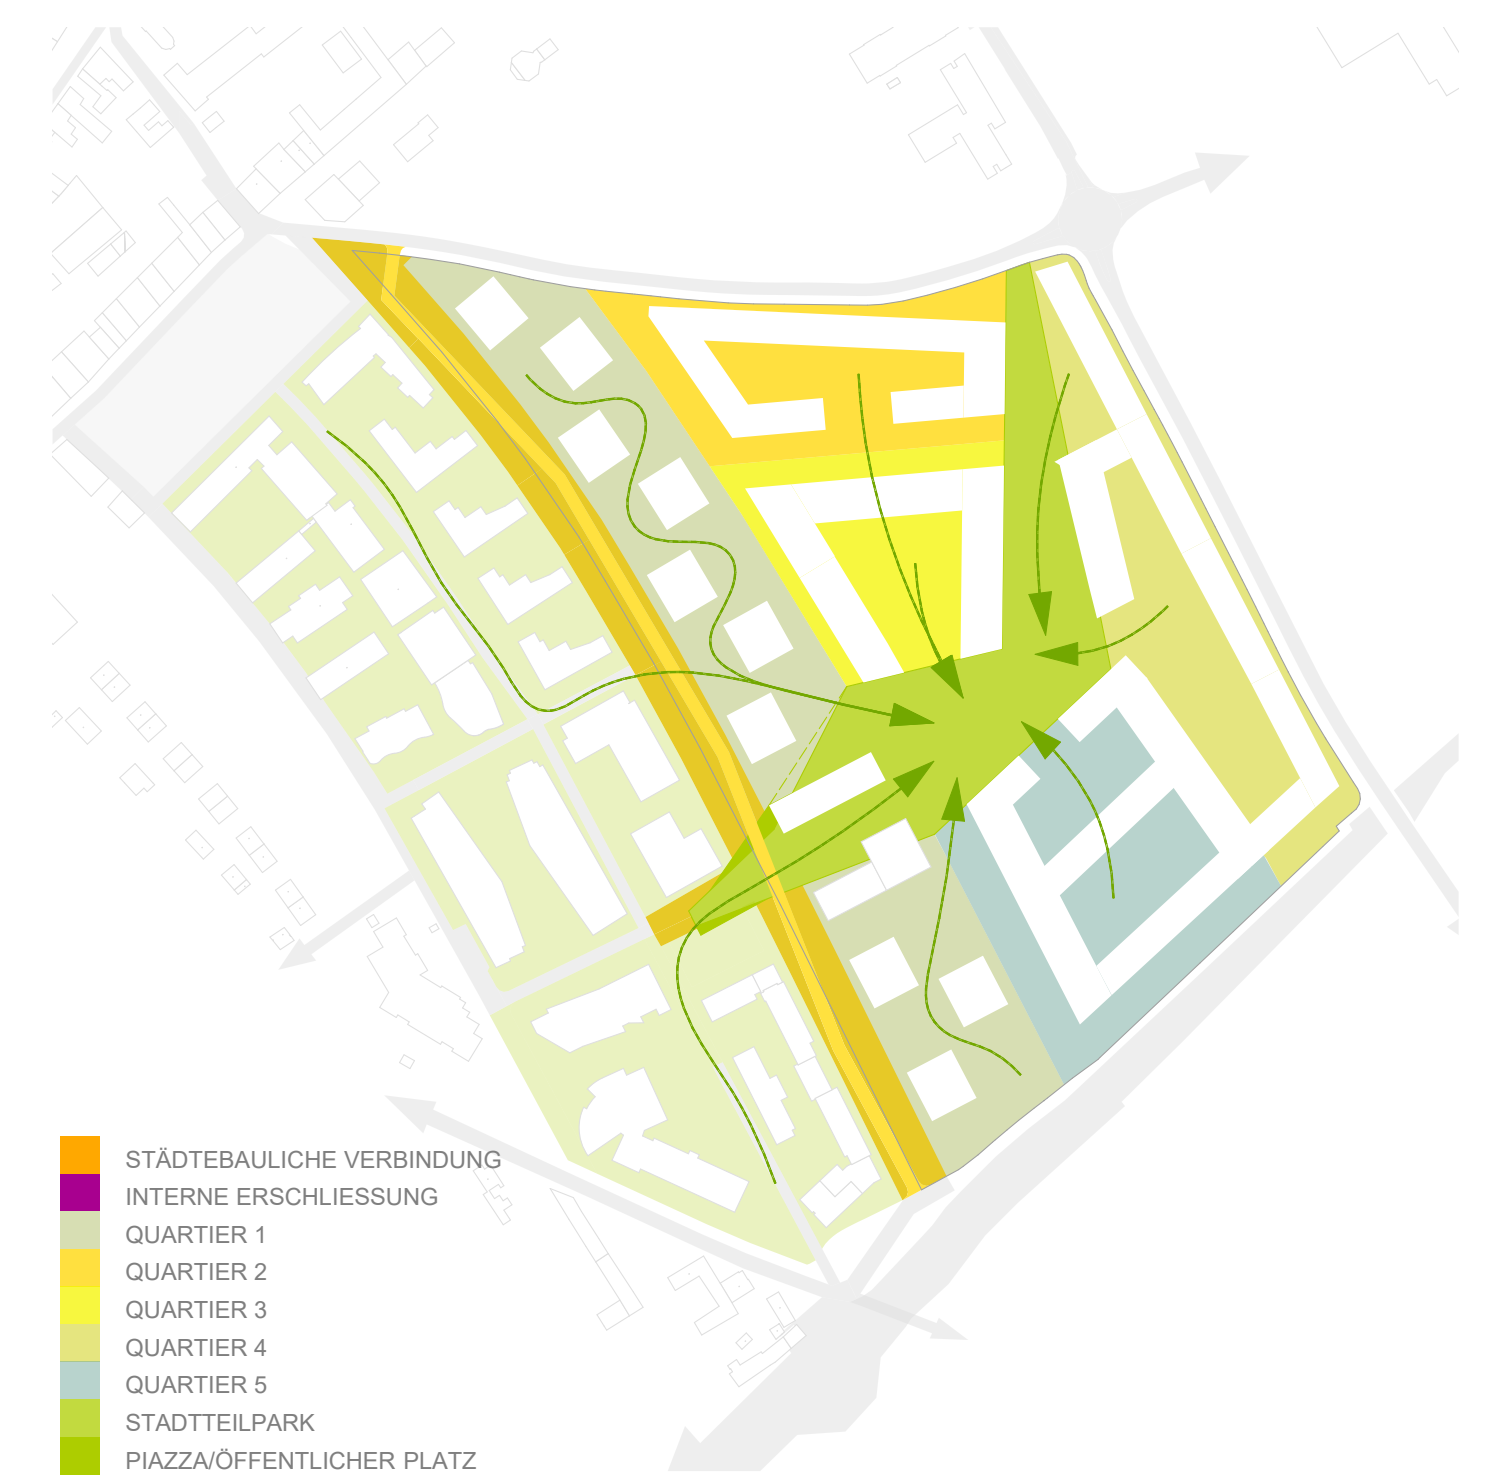 STÄDTEBAULICHE VERBINDUNG
INTERNE ERSCHLIESSUNG
QUARTIER 1
QUARTIER 2
QUARTIER 3
QUARTIER 4
QUARTIER 5
STADTTEILPARK
PIAZZA/ÖFFENTLICHER PLATZ